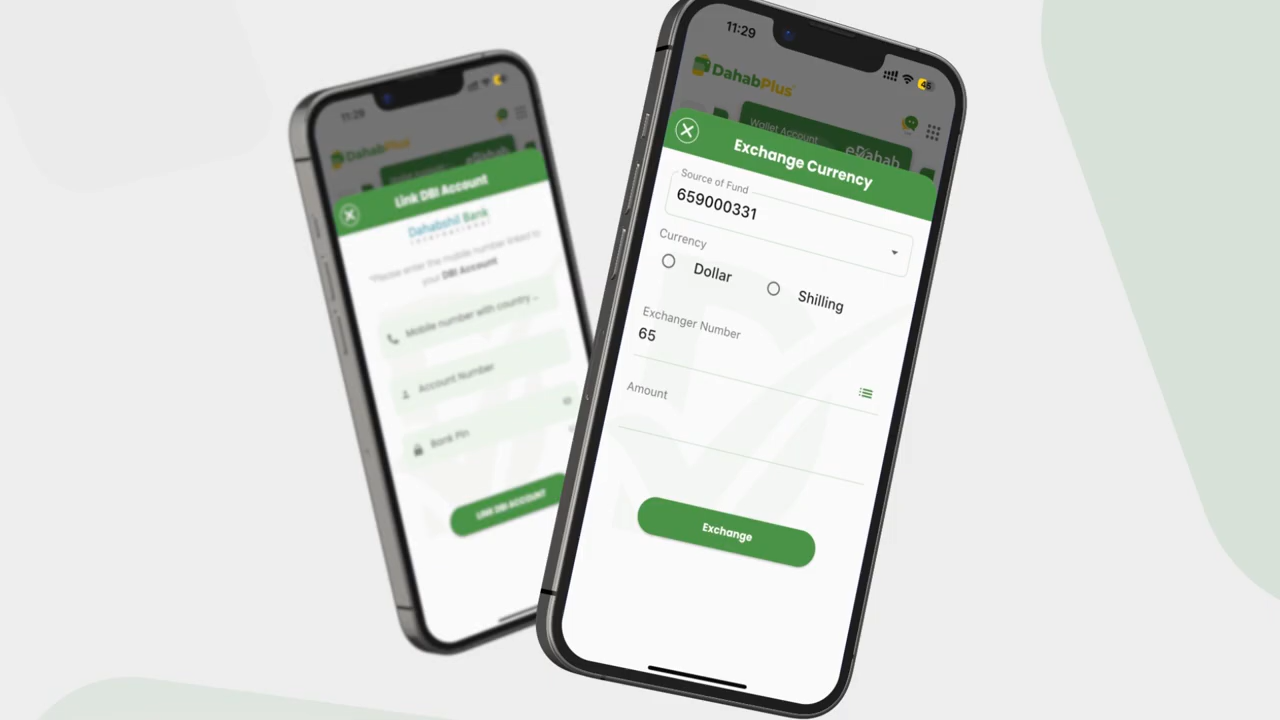 11:29
DahabPlus
Link DBI Account
Dahabshil Bank
International
*Please enter the mobile number linked to
your DBI Account
Mobile number with country ...
Account Number
Bank Pin
LINK DBI ACCOUNT
11:29
45
DahabPlus
Wallet Account
eDahab
Exchange Currency
Source of Fund
659000331
Currency
Dollar
Shilling
Exchanger Number
65
Amount
Exchange